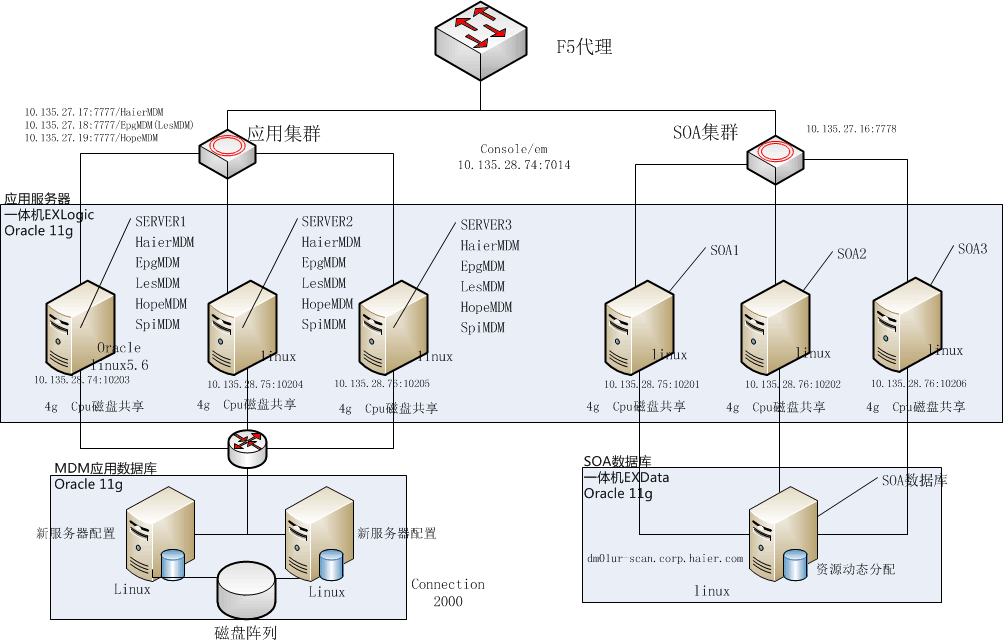 F5代理
10.135.27.17:7777/HaierMDM
10.135.27.18:7777/EpgMDM(LesMDM)
10.135.27.19:7777/HopeMDM
应用集群
SOA集群
10.135.27.16:7778
Console/em
10.135.28.74:7014
应用服务器
一体机EXLogic
Oracle 11g
SERVER1
HaierMDM
EpgMDM
LesMDM
HopeMDM
SpiMDM
SERVER2
HaierMDM
EpgMDM
LesMDM
HopeMDM
SpiMDM
SERVER3
HaierMDM
EpgMDM
LesMDM
HopeMDM
SpiMDM
SOA1
SOA2
SOA3
Oracle
linux5.6
linux
linux
linux
linux
linux
10.135.28.74:10203
10.135.28.75:10204
10.135.28.75:10205
10.135.28.75:10201
10.135.28.76:10202
10.135.28.76:10206
4g Cpu磁盘共享
4g Cpu磁盘共享
4g Cpu磁盘共享
4g Cpu磁盘共享
4g Cpu磁盘共享
4g Cpu磁盘共享
MDM应用数据库
Oracle 11g
新服务器配置
新服务器配置
Linux
Linux
磁盘阵列
Connection
2000
SOA数据库
一体机EXData
Oracle 11g
SOA数据库
dm01ur-scan.corp.haier.com
资源动态分配
linux